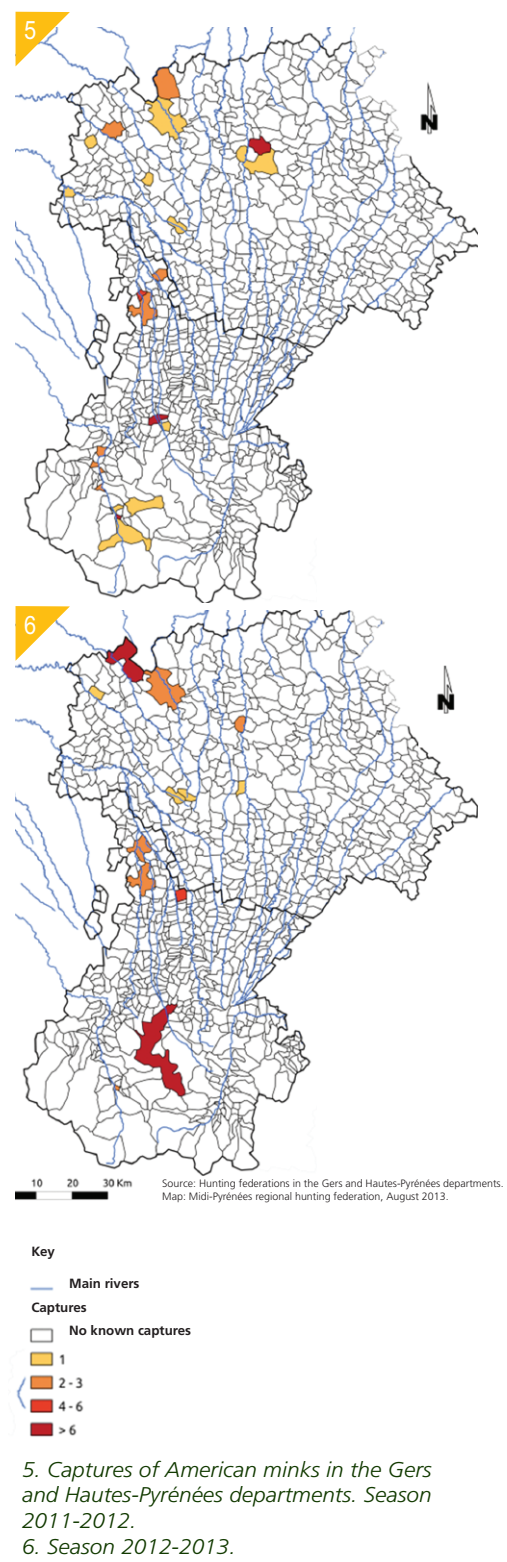 5
N
6
N
10 20 30 Km
Source: Hunting federations in the Gers and Hautes-Pyrénées departments.
Map: Midi-Pyrénées regional hunting federation, August 2013.
Key
Main rivers
Captures
No known captures
1
2 - 3
4 - 6
> 6
5. Captures of American minks in the Gers
and Hautes-Pyrénées departments. Season
2011-2012.
6. Season 2012-2013.